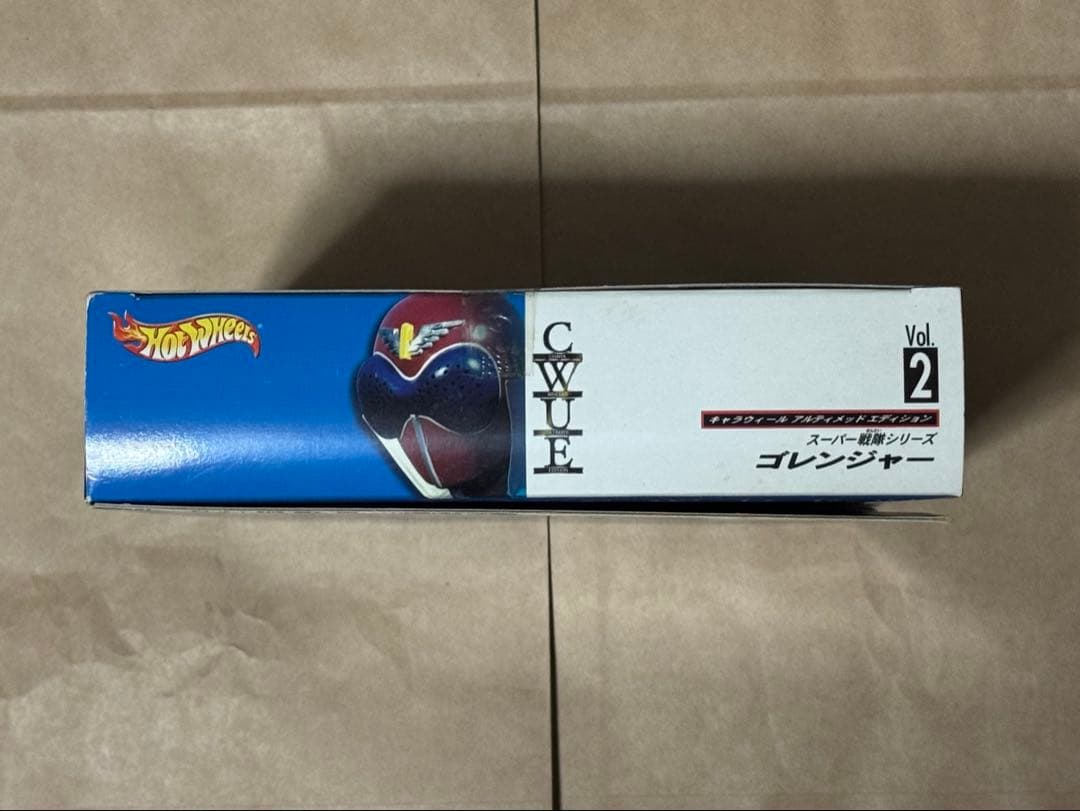 HOT WHEELS
CWUE
Vol.
2
キャラウィール アルティメッド エディション
スーパー戦隊シリーズ
ゴレンジャー